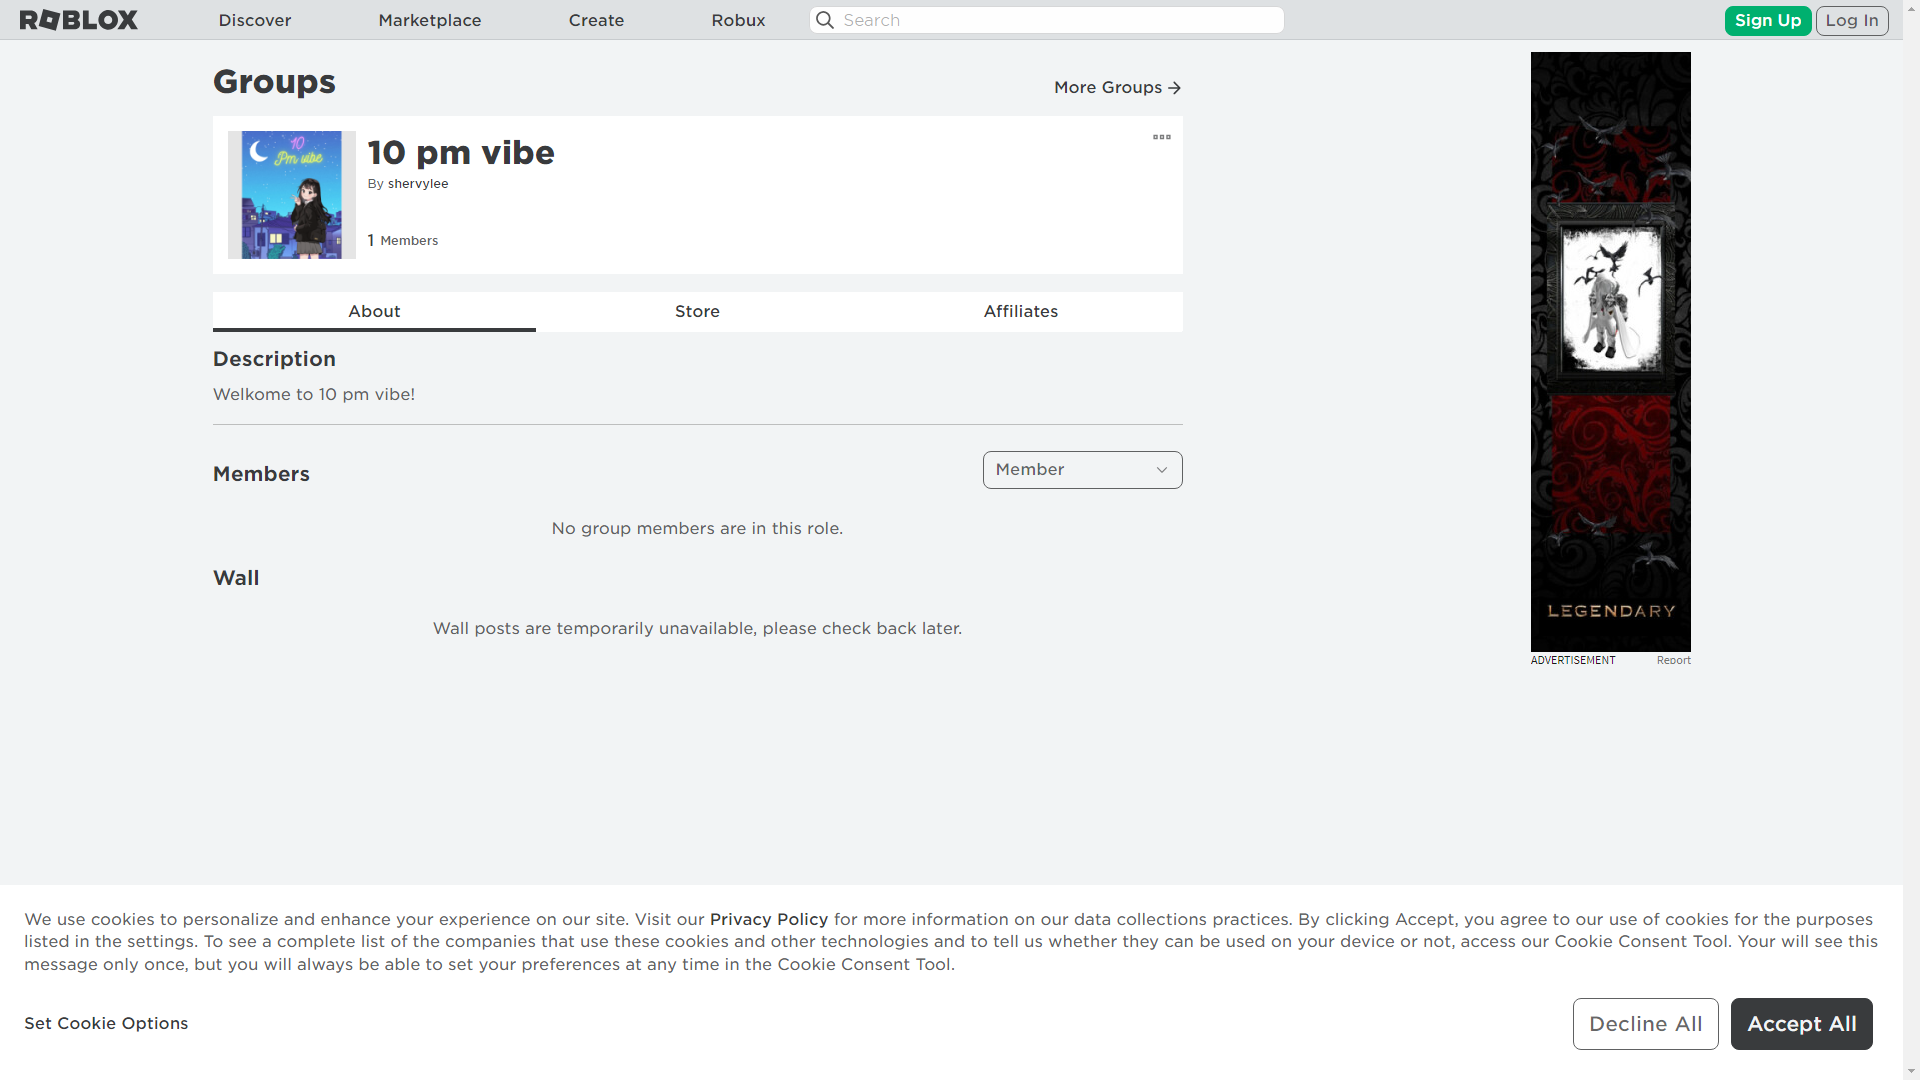 ROBLOX
Discover
Marketplace
Create
Robux
Search
Sign Up
Log In
Groups
More Groups
10
Pm vibe
10 pm vibe
By shervylee
1 Members
About
Store
Affiliates
Description
Welkome to 10 pm vibe!
Members
Member
No group members are in this role.
Wall
Wall posts are temporarily unavailable, please check back later.
LEGENDARY
ADVERTISEMENT
Report
We use cookies to personalize and enhance your experience on our site. Visit our Privacy Policy for more information on our data collections practices. By clicking Accept, you agree to our use of cookies for the purposes
listed in the settings. To see a complete list of the companies that use these cookies and other technologies and to tell us whether they can be used on your device or not, access our Cookie Consent Tool. Your will see this
message only once, but you will always be able to set your preferences at any time in the Cookie Consent Tool.
Set Cookie Options
Decline All
Accept All